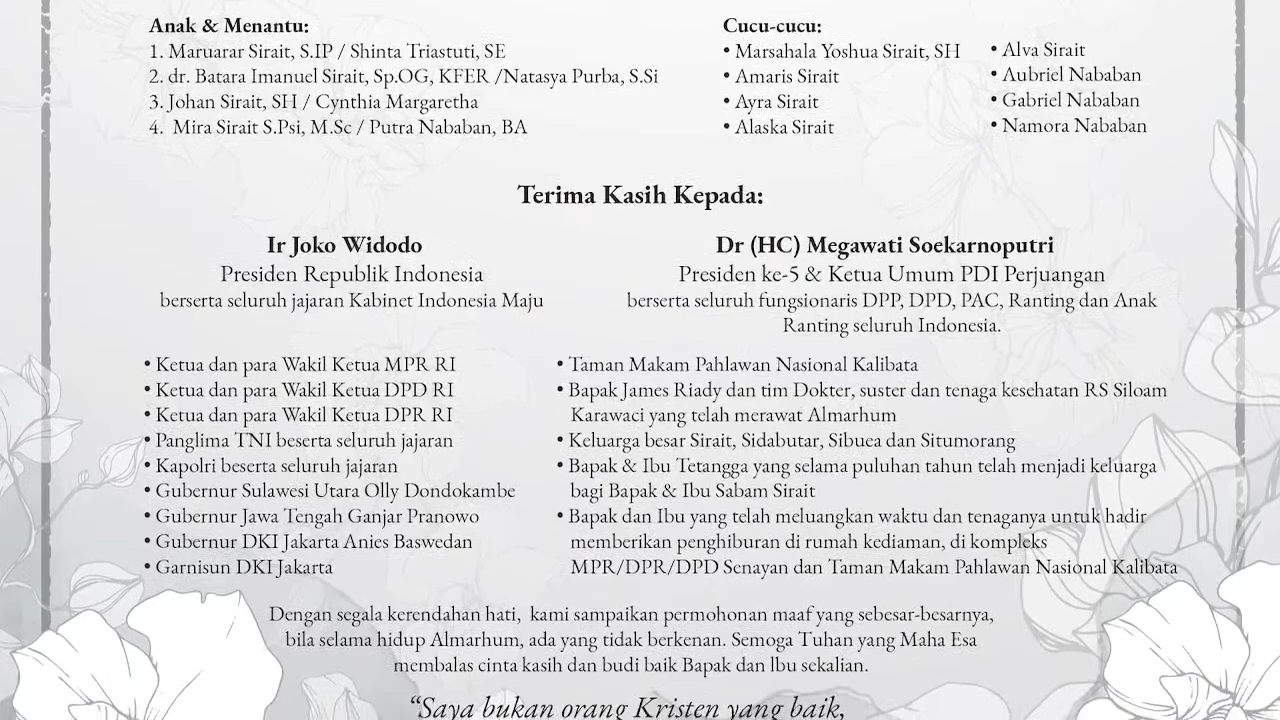 Anak & Menantu:
1. Maruarar Sirait, S.IP / Shinta Triastuti, SE
2. dr. Batara Imanuel Sirait, Sp.OG, KFER /Natasya Purba, S.Si
3. Johan Sirait, SH / Cynthia Margaretha
4. Mira Sirait S.Psi, M.Sc / Putra Nababan, BA
Cucu-cucu:
• Marsahala Yoshua Sirait, SH
• Amaris Sirait
• Ayra Sirait
• Alaska Sirait
• Alva Sirait
• Aubriel Nababan
• Gabriel Nababan
• Namora Nababan
Terima Kasih Kepada:
Ir Joko Widodo
Presiden Republik Indonesia
berserta seluruh jajaran Kabinet Indonesia Maju
Dr (HC) Megawati Soekarnoputri
Presiden ke-5 & Ketua Umum PDI Perjuangan
berserta seluruh fungsionaris DPP, DPD, PAC, Ranting dan Anak
Ranting seluruh Indonesia.
• Ketua dan para Wakil Ketua MPR RI
• Ketua dan para Wakil Ketua DPD RI
• Ketua dan para Wakil Ketua DPR RI
• Panglima TNI beserta seluruh jajaran
• Kapolri beserta seluruh jajaran
• Gubernur Sulawesi Utara Olly Dondokambe
• Gubernur Jawa Tengah Ganjar Pranowo
• Gubernur DKI Jakarta Anies Baswedan
• Garnisun DKI Jakarta
• Taman Makam Pahlawan Nasional Kalibata
• Bapak James Riady dan tim Dokter, suster dan tenaga kesehatan RS Siloam
Karawaci yang telah merawat Almarhum
• Keluarga besar Sirait, Sidabutar, Sibuea dan Situmorang
• Bapak & Ibu Tetangga yang selama puluhan tahun telah menjadi keluarga
bagi Bapak & Ibu Sabam Sirait
• Bapak dan Ibu yang telah meluangkan waktu dan tenaganya untuk hadir
memberikan penghiburan di rumah kediaman, di kompleks
MPR/DPR/DPD Senayan dan Taman Makam Pahlawan Nasional Kalibata
Dengan segala kerendahan hati, kami sampaikan permohonan maaf yang sebesar-besarnya,
bila selama hidup Almarhum, ada yang tidak berkenan. Semoga Tuhan yang Maha Esa
membalas cinta kasih dan budi baik Bapak dan Ibu sekalian.
“Saya bukan orang Kristen yang baik,